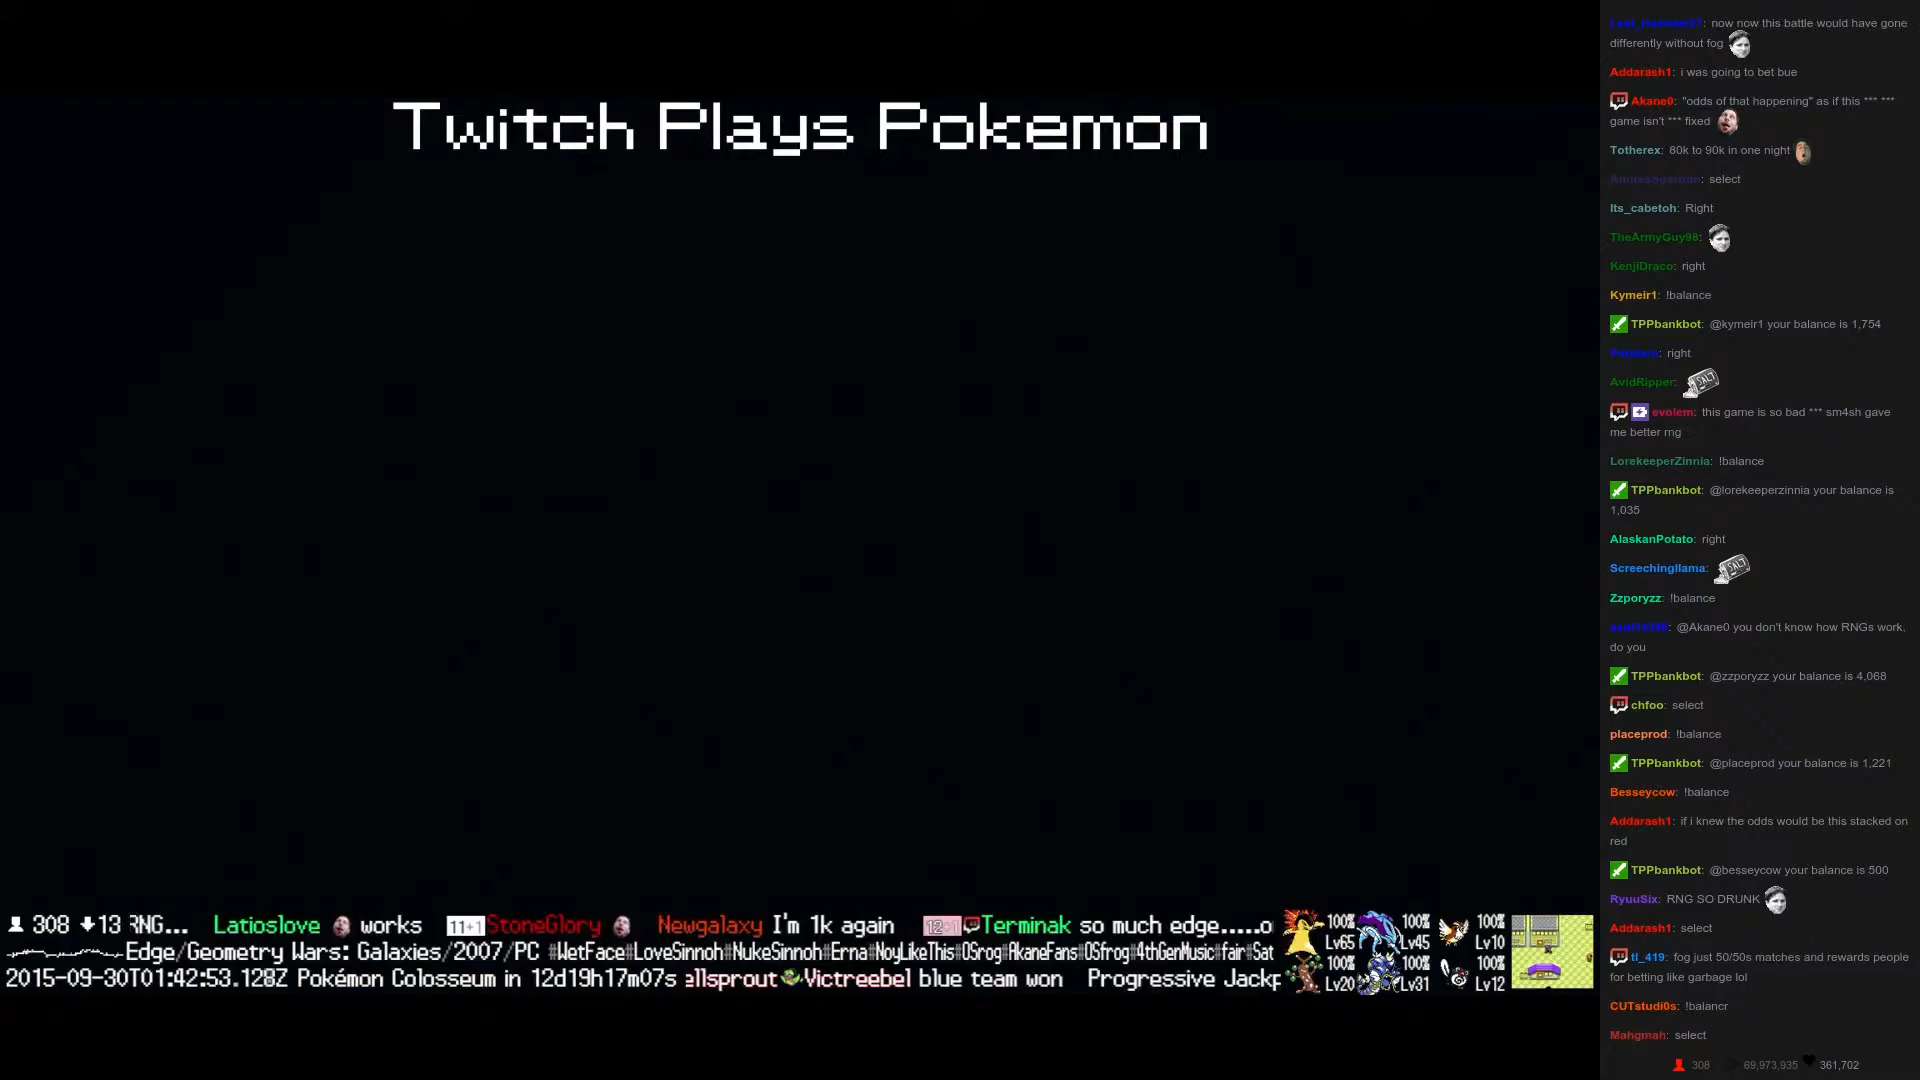 Twitch Plays Pokemon
308 13 RNG... Latioslove works 11+1 StoneGlory Newgalaxy I'm 1k again 12+1 Terminak so much edge.....o
Edge/Geometry Wars: Galaxies/2007/PC #WetFace#LoveSinnoh#NukeSinnoh#Erna#NoyLikeThis#OSrog#AkaneFans#OSfrog#4thGenMusic#fair#Sat
2015-09-30T01:42:53.128Z Pokémon Colosseum in 12d19h17m07s ellsprout Victreebel blue team won Progressive Jackp
100% 100% 100%
Lv65 Lv45 Lv10
100% 100% 100%
Lv20 Lv31 Lv12
: now now this battle would have gone
differently without fog
Addarash1: i was going to bet bue
Akane0: "odds of that happening" as if this *** ***
game isn't *** fixed
Totherex: 80k to 90k in one night
: select
Its_cabetoh: Right
TheArmyGuy98:
KenjiDraco: right
Kymeir1: !balance
TPPbankbot: @kymeir1 your balance is 1,754
: right
AvidRipper: SALT
evolem: this game is so bad *** sm4sh gave
me better rng
LorekeeperZinnia: !balance
TPPbankbot: @lorekeeperzinnia your balance is
1,035
AlaskanPotato: right
Screechingllama: SALT
Zzporyzz: !balance
: @Akane0 you don't know how RNGs work,
do you
TPPbankbot: @zzporyzz your balance is 4,068
chfoo: select
placeprod: !balance
TPPbankbot: @placeprod your balance is 1,221
Besseycow: !balance
Addarash1: if i knew the odds would be this stacked on
red
TPPbankbot: @besseycow your balance is 500
RyuuSix: RNG SO DRUNK
Addarash1: select
tl_419: fog just 50/50s matches and rewards people
for betting like garbage lol
CUTstudi0s: !balancr
Mahgmah: select
308 69,973,935 361,702